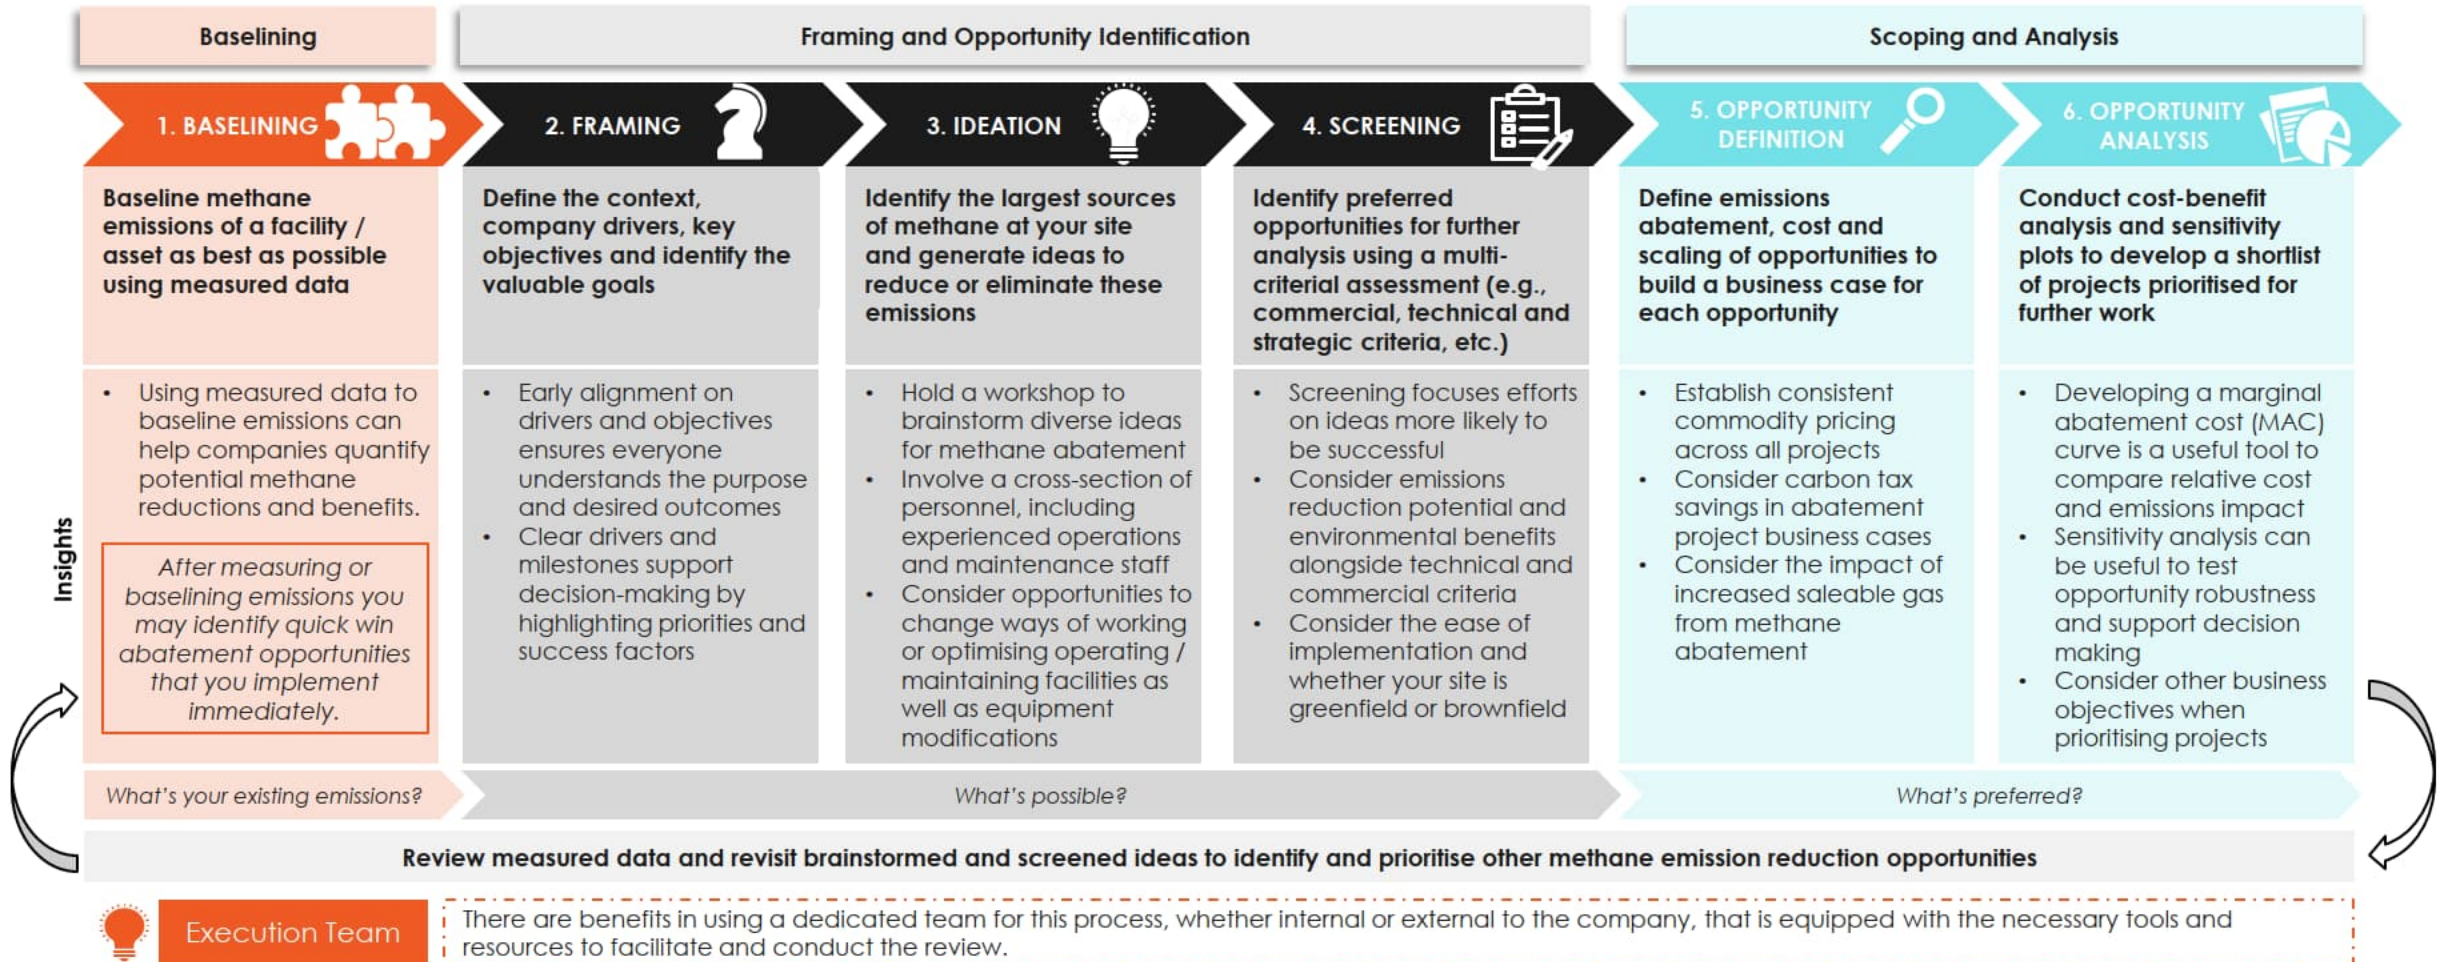 Baselining
Framing and Opportunity Identification
Scoping and Analysis
1. BASELINING
2. FRAMING
3. IDEATION
4. SCREENING
5. OPPORTUNITY
DEFINITION
6. OPPORTUNITY
ANALYSIS
Baseline methane
emissions of a facility /
asset as best as possible
using measured data
Define the context,
company drivers, key
objectives and identify the
valuable goals
Identify the largest sources
of methane at your site
and generate ideas to
reduce or eliminate these
emissions
Identify preferred
opportunities for further
analysis using a multi-
criterial assessment (e.g.,
commercial, technical and
strategic criteria, etc.)
Define emissions
abatement, cost and
scaling of opportunities to
build a business case for
each opportunity
Conduct cost-benefit
analysis and sensitivity
plots to develop a shortlist
of projects prioritised for
further work
Insights
• Using measured data to
baseline emissions can
help companies quantify
potential methane
reductions and benefits.
After measuring or
baselining emissions you
may identify quick win
abatement opportunities
that you implement
immediately.
• Early alignment on
drivers and objectives
ensures everyone
understands the purpose
and desired outcomes
• Clear drivers and
milestones support
decision-making by
highlighting priorities and
success factors
• Hold a workshop to
brainstorm diverse ideas
for methane abatement
• Involve a cross-section of
personnel, including
experienced operations
and maintenance staff
• Consider opportunities to
change ways of working
or optimising operating /
maintaining facilities as
well as equipment
modifications
• Screening focuses efforts
on ideas more likely to
be successful
• Consider emissions
reduction potential and
environmental benefits
alongside technical and
commercial criteria
• Consider the ease of
implementation and
whether your site is
greenfield or brownfield
• Establish consistent
commodity pricing
across all projects
• Consider carbon tax
savings in abatement
project business cases
• Consider the impact of
increased saleable gas
from methane
abatement
• Developing a marginal
abatement cost (MAC)
curve is a useful tool to
compare relative cost
and emissions impact
• Sensitivity analysis can
be useful to test
opportunity robustness
and support decision
making
• Consider other business
objectives when
prioritising projects
What's your existing emissions?
What's possible?
What's preferred?
Review measured data and revisit brainstormed and screened ideas to identify and prioritise other methane emission reduction opportunities
Execution Team
There are benefits in using a dedicated team for this process, whether internal or external to the company, that is equipped with the necessary tools and
resources to facilitate and conduct the review.